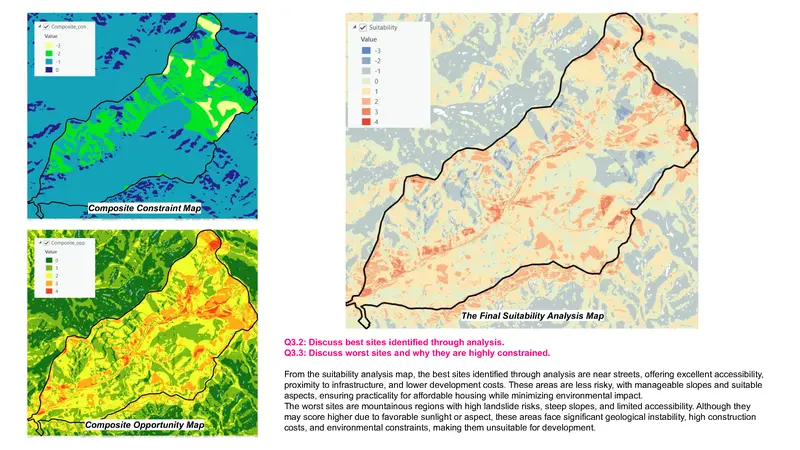 Composite_con
Value
-3
-2
-1
0
Composite Constraint Map
Suitability
Value
-3
-2
-1
0
1
2
3
4
The Final Suitability Analysis Map
Composite_opp
Value
0
1
2
3
4
Composite Opportunity Map
Q3.2: Discuss best sites identified through analysis.
Q3.3: Discuss worst sites and why they are highly constrained.
From the suitability analysis map, the best sites identified through analysis are near streets, offering excellent accessibility,
proximity to infrastructure, and lower development costs. These areas are less risky, with manageable slopes and suitable
aspects, ensuring practicality for affordable housing while minimizing environmental impact.
The worst sites are mountainous regions with high landslide risks, steep slopes, and limited accessibility. Although they
may score higher due to favorable sunlight or aspect, these areas face significant geological instability, high construction
costs, and environmental constraints, making them unsuitable for development.